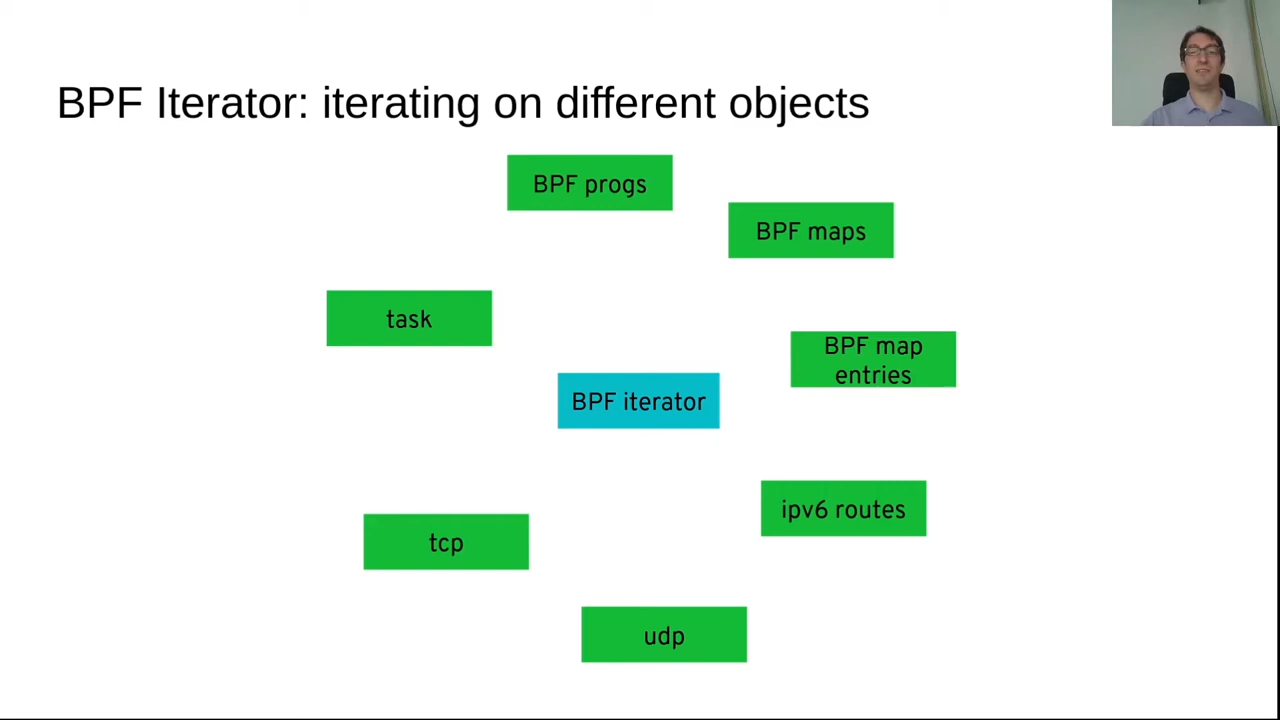 BPF Iterator: iterating on different objects
BPF progs
BPF maps
task
BPF map
entries
BPF iterator
ipv6 routes
tcp
udp